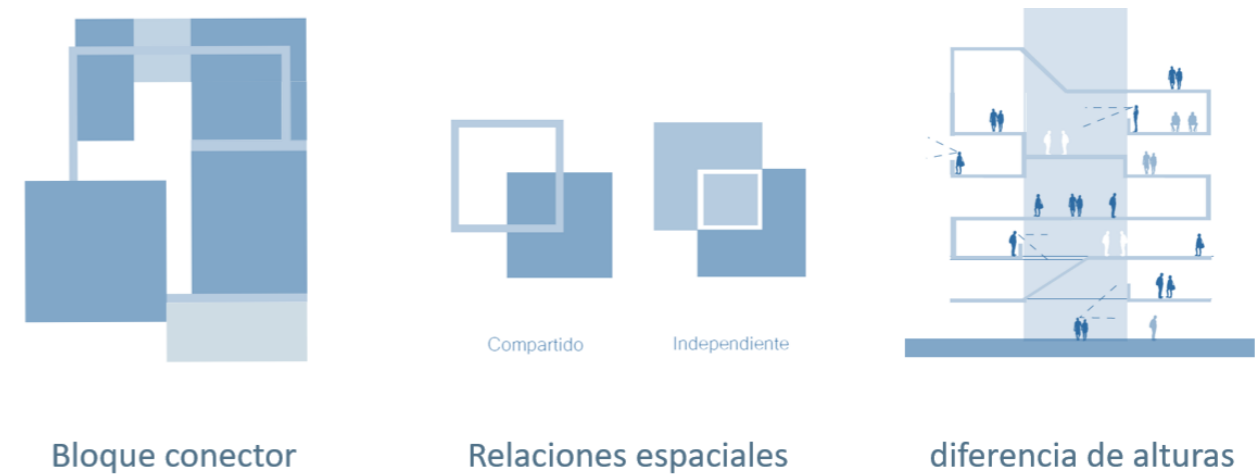 Compartido
Independiente
Bloque conector
Relaciones espaciales
diferencia de alturas